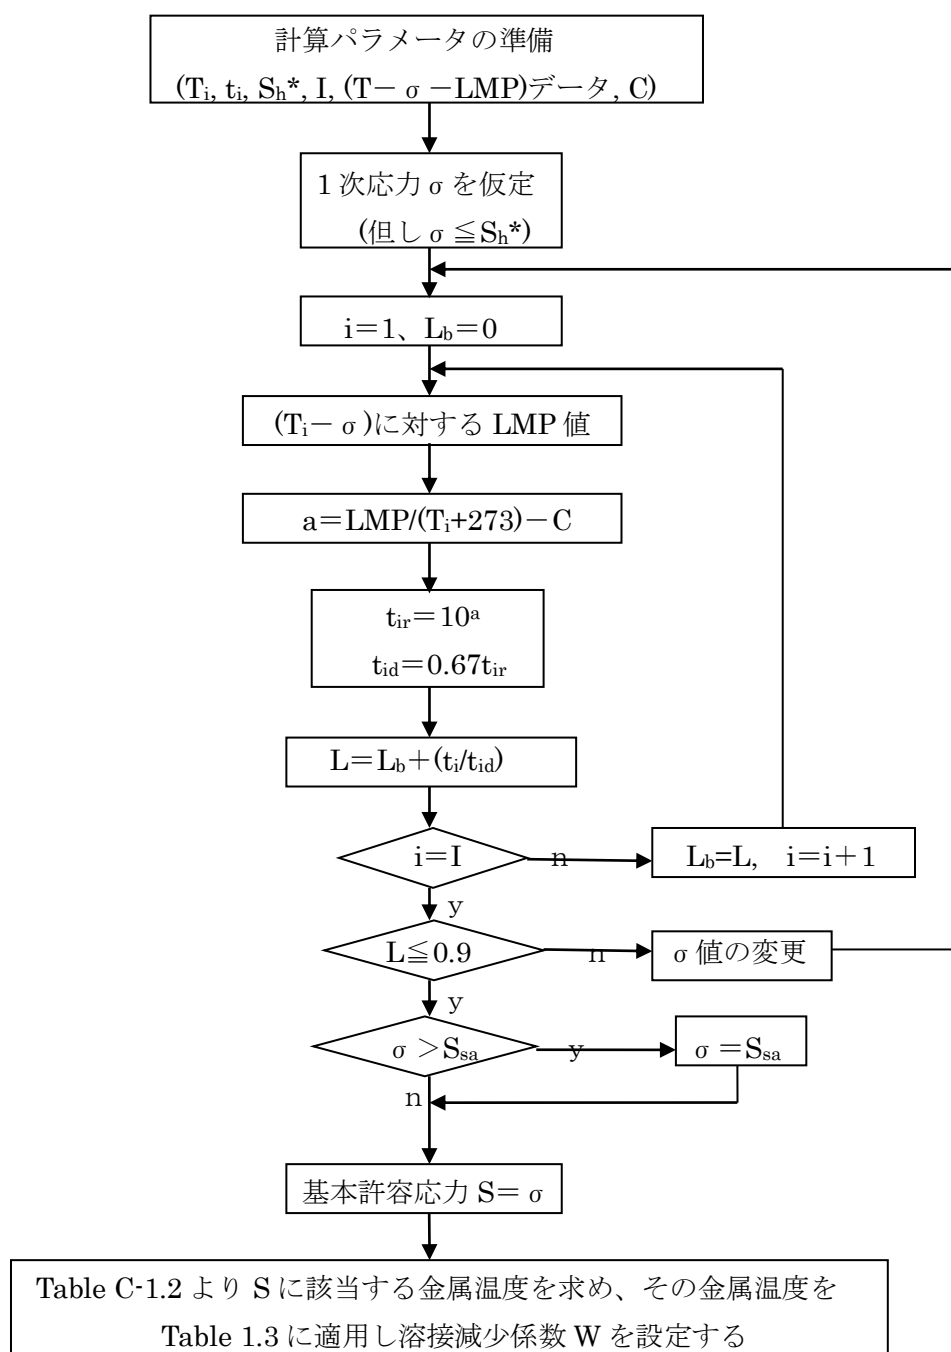 計算パラメータの準備
(Ti, ti, Sh*, I, (T－σ－LMP)データ, C)
1次応力σを仮定
(但しσ≦Sh*)
i＝1、Lb＝0
(Ti－σ)に対する LMP 値
a＝LMP/(Ti+273)－C
tir＝10a
tid＝0.67tir
L＝Lb＋(ti/tid)
i＝I
n
Lb=L, i＝i＋1
y
L≦0.9
n
σ値の変更
y
σ＞Ssa
y
σ＝Ssa
n
基本許容応力 S＝σ
Table C-1.2 より S に該当する金属温度を求め、その金属温度を
Table 1.3 に適用し溶接減少係数 W を設定する